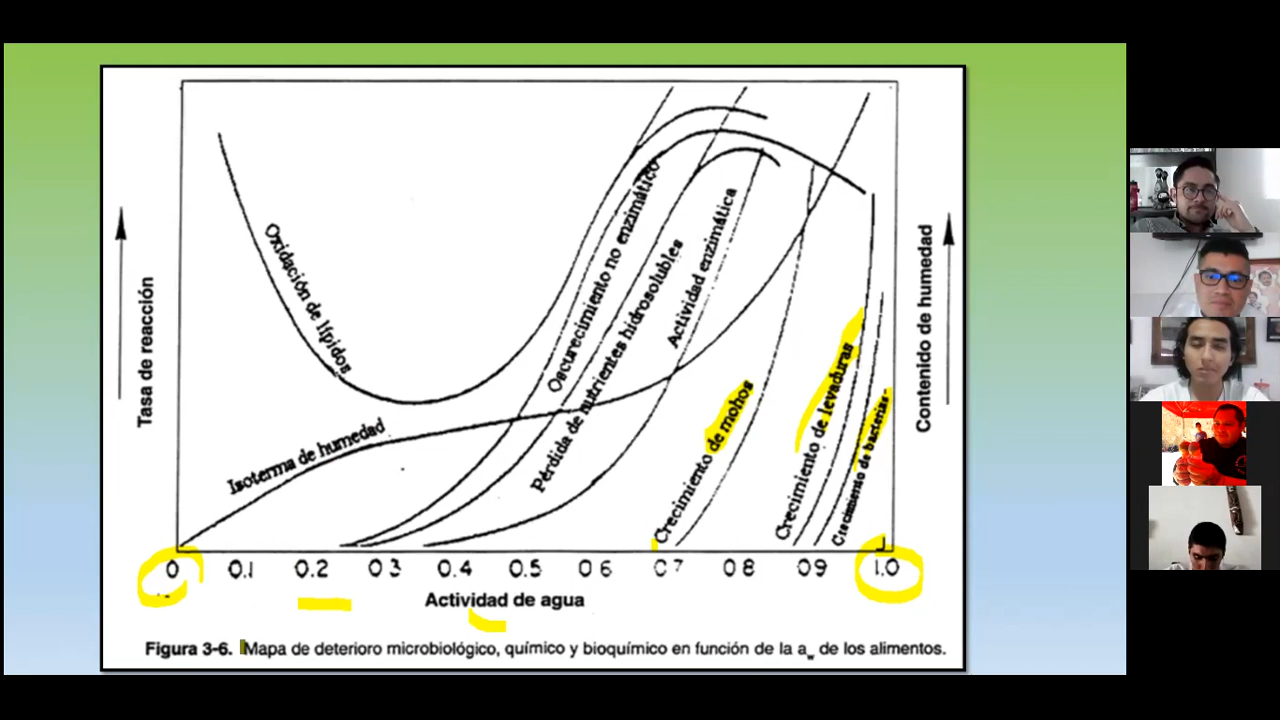 Oxidación de lípidos
Isoterma de humedad
Oscurecimiento no enzimático
Pérdida de nutrientes hidrosolubles
Actividad enzimática
Crecimiento de mohos
Crecimiento de levaduras
Crecimiento de bacterias
Tasa de reacción
Contenido de humedad
0 0.1 0.2 0 3 0.4 0.5 0 6 0.7 0 8 0 9 1.0
Actividad de agua
Figura 3-6. Mapa de deterioro microbiológico, químico y bioquímico en función de la aw de los alimentos.